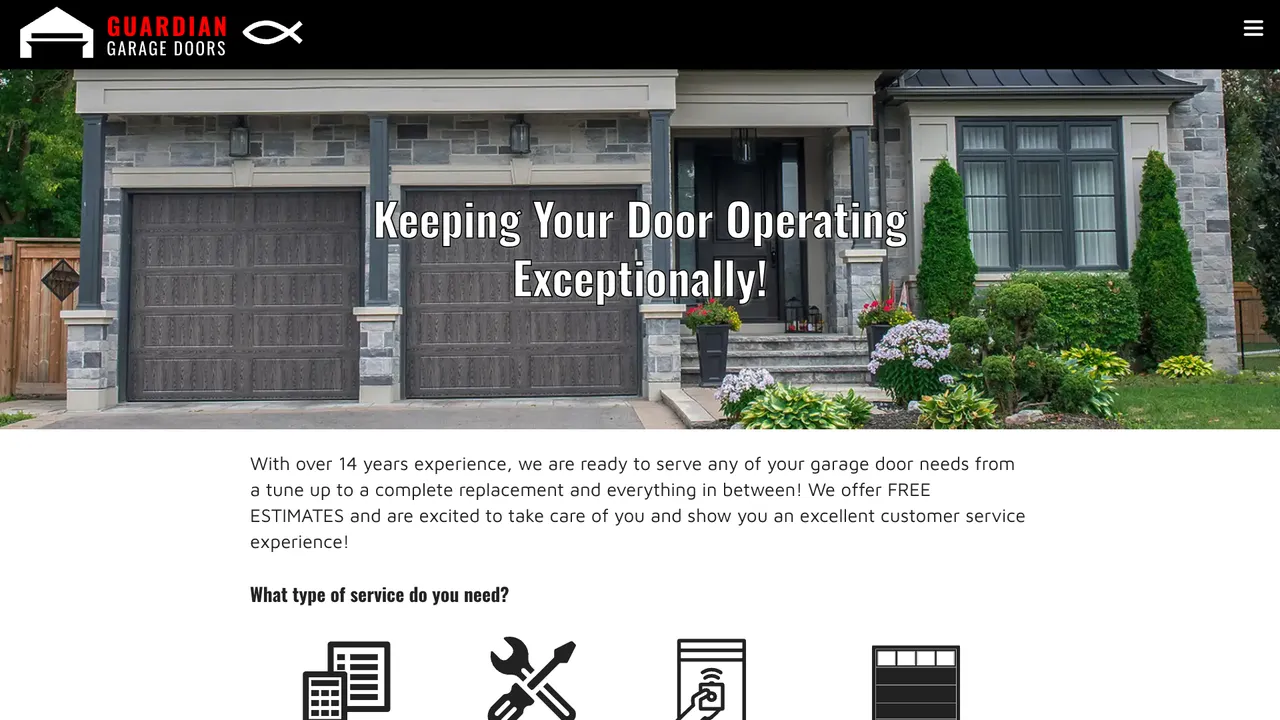 GUARDIAN
GARAGE DOORS
Keeping Your Door Operating
Exceptionally!
With over 14 years experience, we are ready to serve any of your garage door needs from
a tune up to a complete replacement and everything in between! We offer FREE
ESTIMATES and are excited to take care of you and show you an excellent customer service
experience!
What type of service do you need?